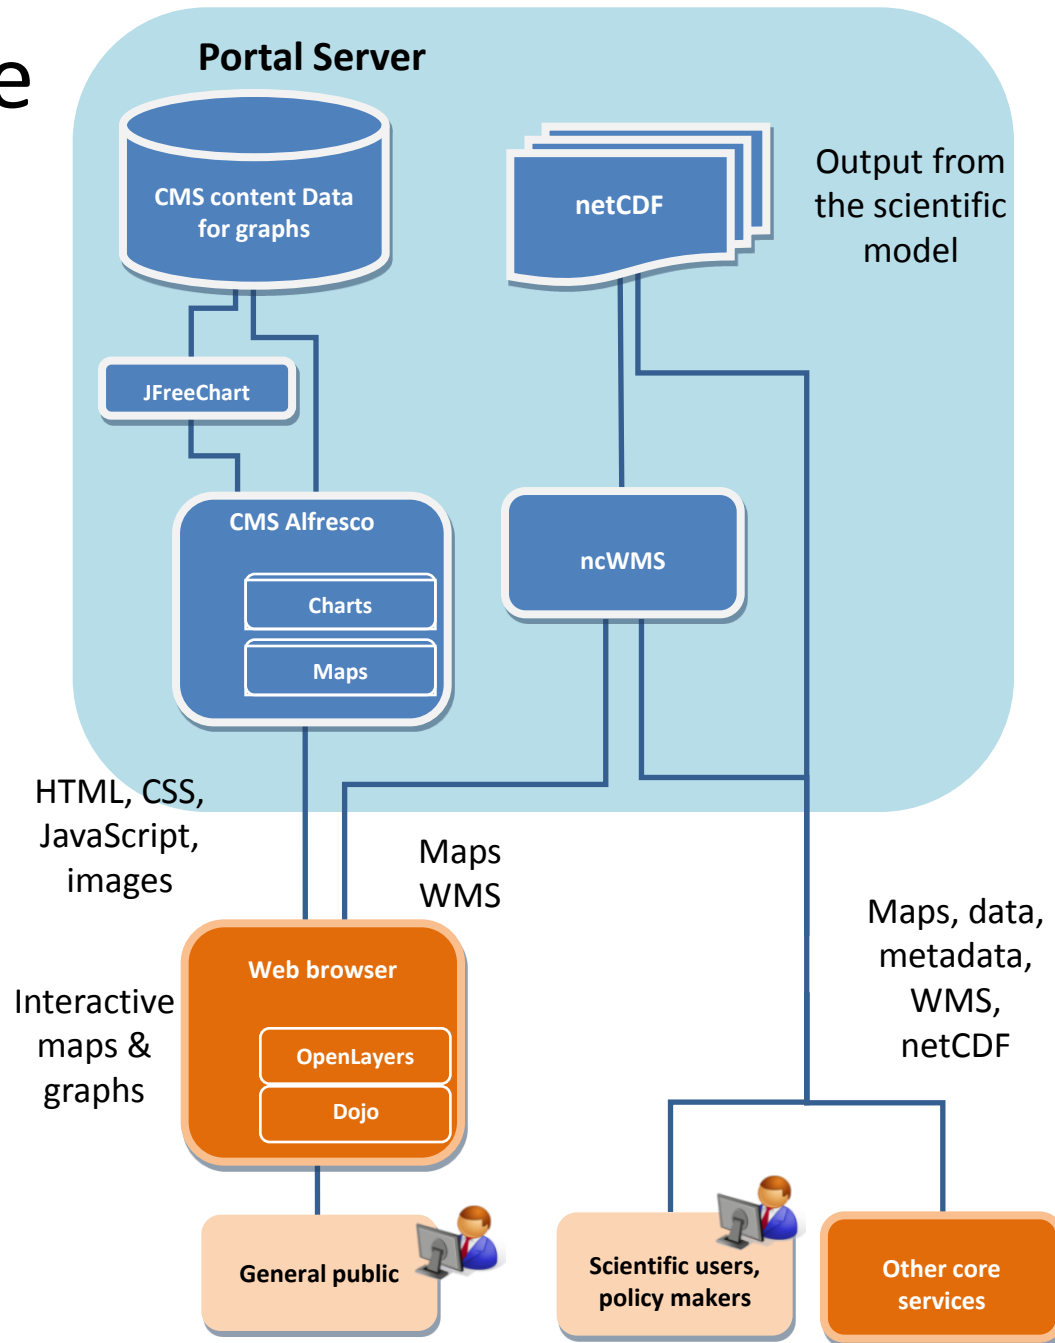 e
Portal Server
CMS content Data
for graphs
netCDF
Output from
the scientific
model
JFreeChart
CMS Alfresco
Charts
Maps
ncWMS
HTML, CSS,
JavaScript,
images
Maps
WMS
Maps, data,
metadata,
WMS,
netCDF
Web browser
OpenLayers
Dojo
Interactive
maps &
graphs
General public
Scientific users,
policy makers
Other core
services